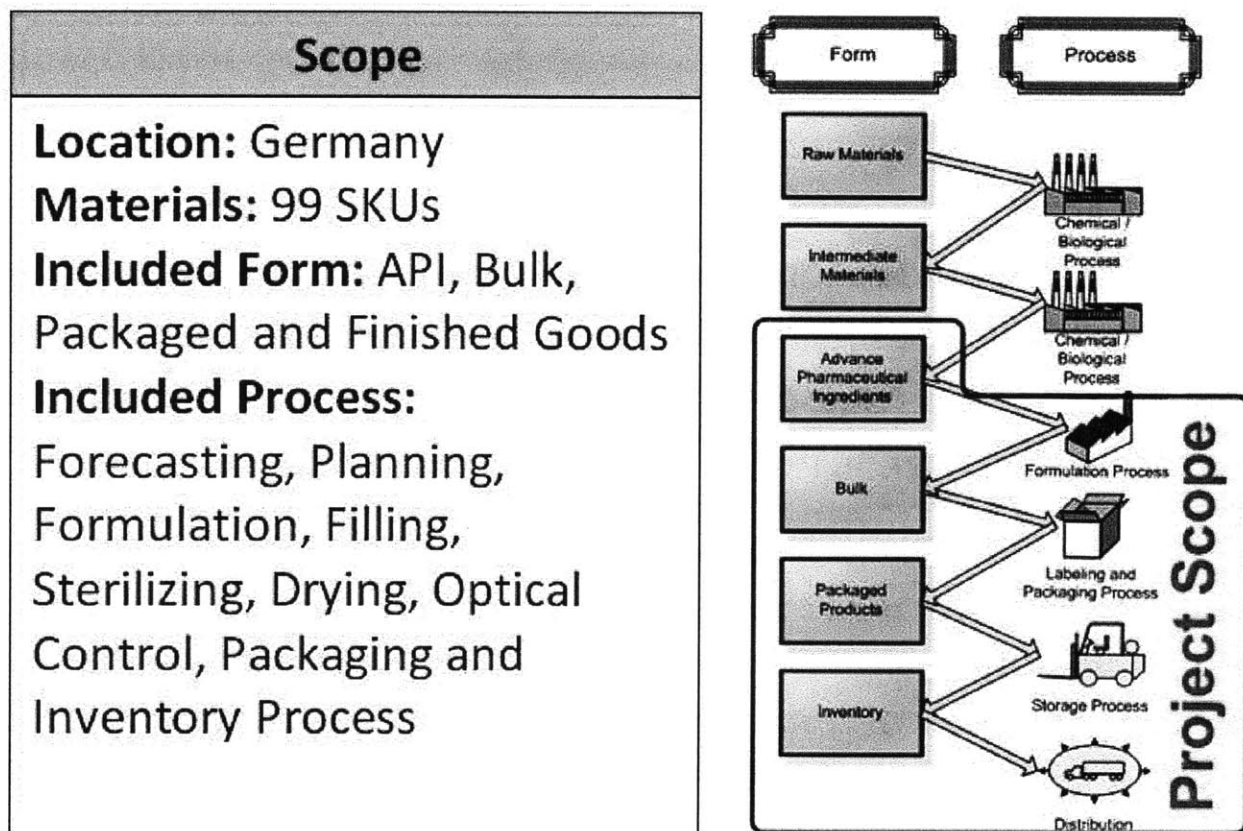 Scope
Location: Germany
Materials: 99 SKUs
Included Form: API, Bulk,
Packaged and Finished Goods
Included Process:
Forecasting, Planning,
Formulation, Filling,
Sterilizing, Drying, Optical
Control, Packaging and
Inventory Process
Form
Process
Raw Materials
Chemical /
Biological
Process
Intermediate
Materials
Chemical /
Biological
Process
Advance
Pharmaceutical
Ingredients
Formulation Process
Bulk
Labeling and
Packaging Process
Packaged
Products
Storage Process
Inventory
Distribution
Project Scope